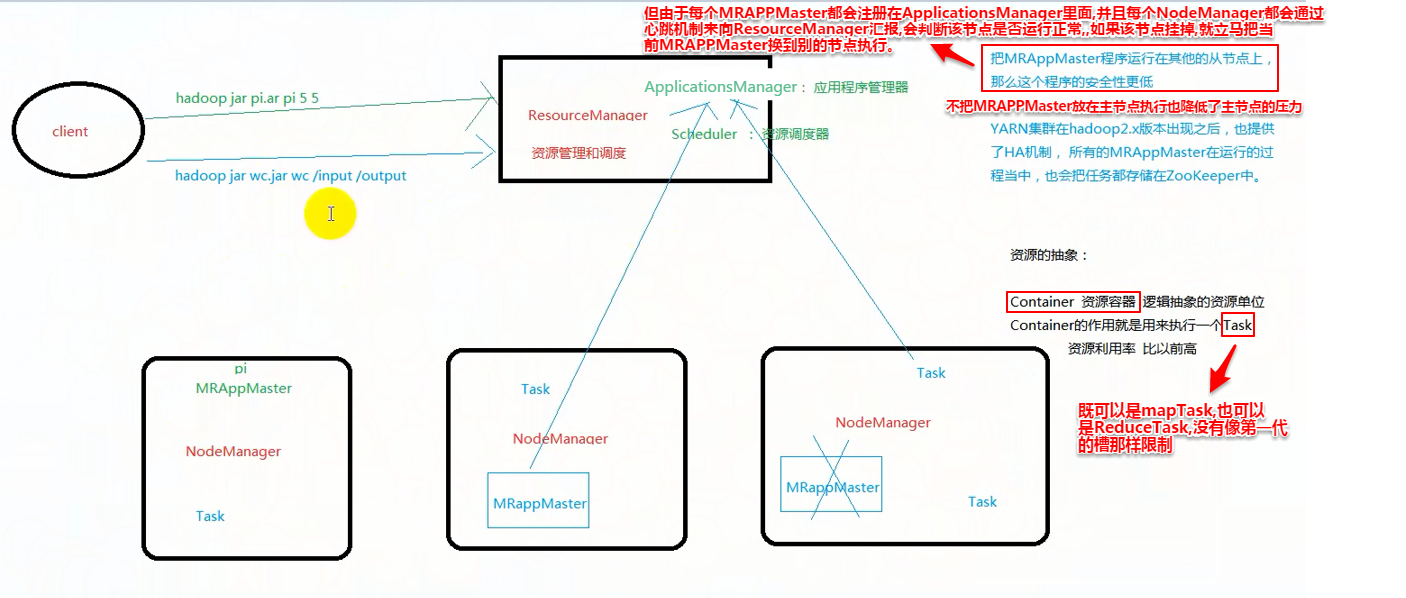 但由于每个MRAPPMaster都会注册在ApplicationsManager里面,并且每个NodeManager都会通过
心跳机制来向ResourceManager汇报,会判断该节点是否运行正常,,如果该节点挂掉,就立马把当
前MRAPPMaster换到别的节点执行。
把MRAppMaster程序运行在其他的从节点上，
那么这个程序的安全性更低
不把MRAPPMaster放在主节点执行也降低了主节点的压力
YARN集群在hadoop2.x版本出现之后，也提供
了HA机制， 所有的MRAppMaster在运行的过
程当中，也会把任务都存储在ZooKeeper中。
client
hadoop jar pi.ar pi 5 5
hadoop jar wc.jar wc /input /output
ApplicationsManager： 应用程序管理器
ResourceManager
Scheduler ：资源调度器
资源管理和调度
资源的抽象：
Container 资源容器 逻辑抽象的资源单位
Container的作用就是用来执行一个Task
资源利用率 比以前高
既可以是mapTask,也可以
是ReduceTask,没有像第一代
的槽那样限制
pi
MRAppMaster
NodeManager
Task
Task
NodeManager
MRappMaster
Task
NodeManager
MRappMaster
Task